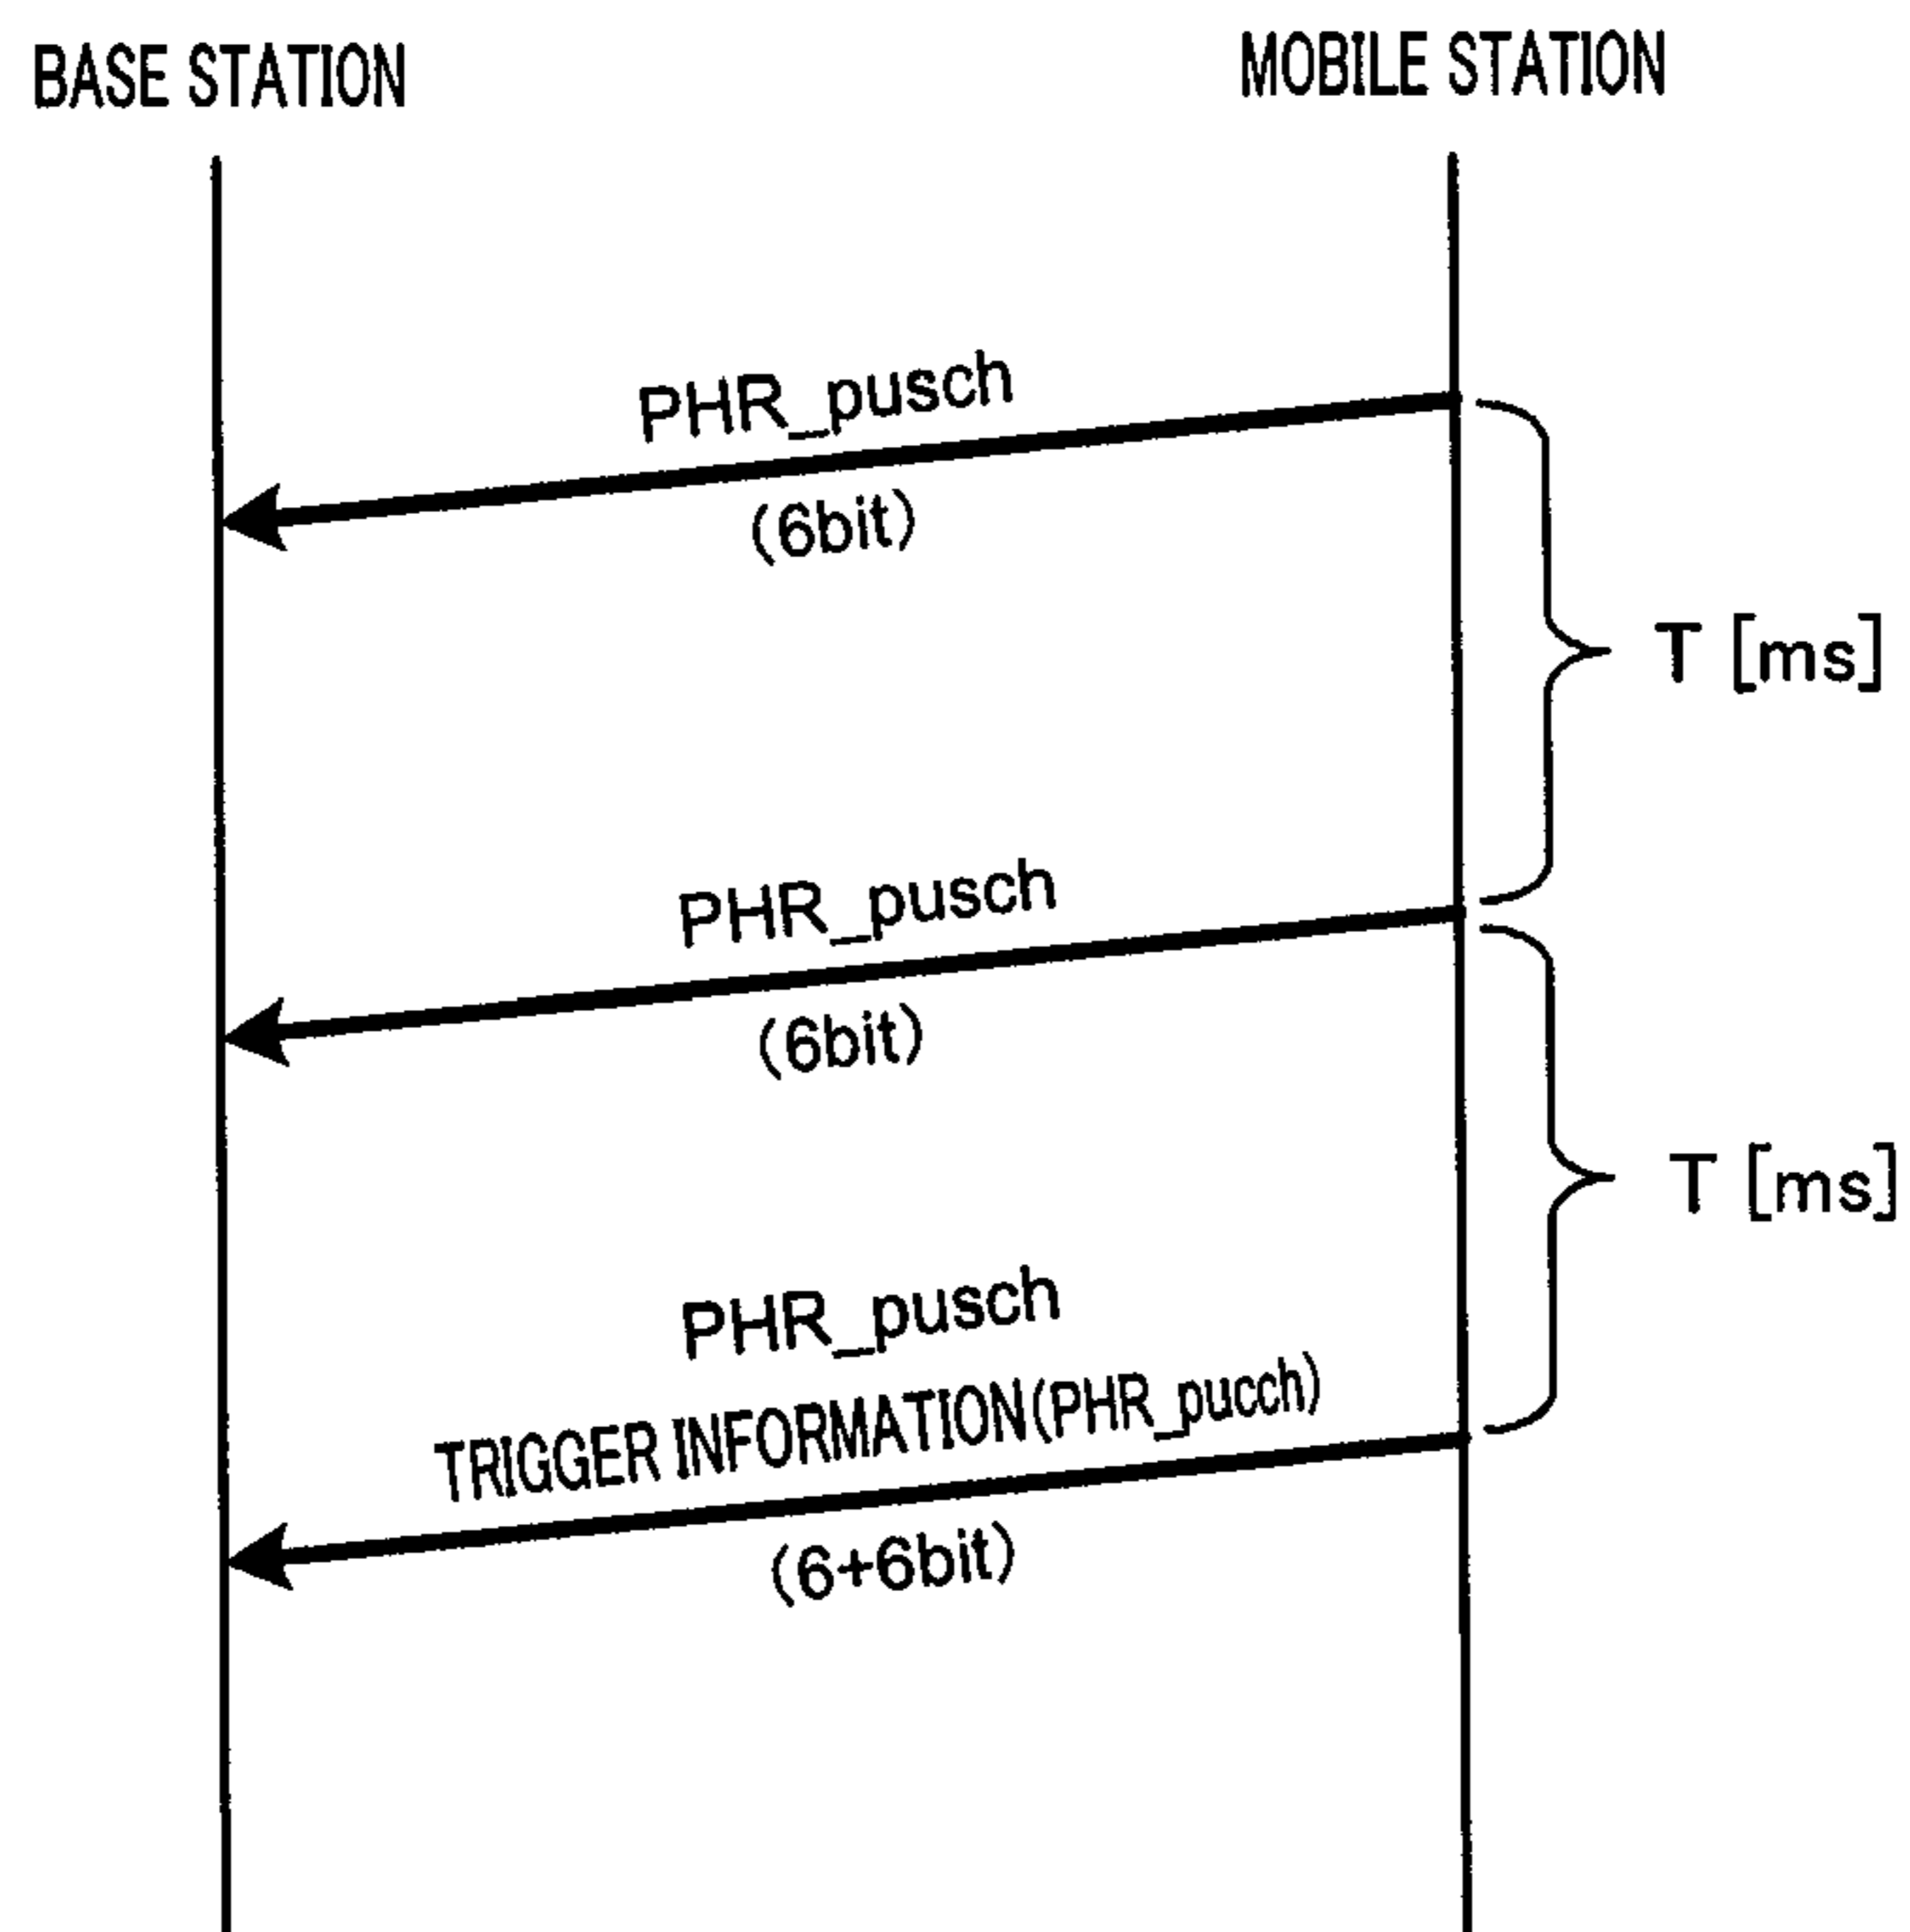 BASE STATION
MOBILE STATION
PHR_pusch
(6bit)
T [ms]
PHR_pusch
(6bit)
T [ms]
PHR_pusch
TRIGGER INFORMATION(PHR_pucch)
(6+6bit)